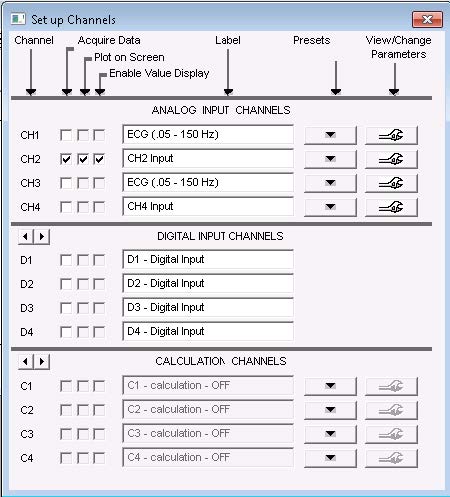 Set up Channels
Channel Acquire Data Label Presets View/Change
Plot on Screen Parameters
Enable Value Display
ANALOG INPUT CHANNELS
CH1 ECG (.05 - 150 Hz)
CH2 CH2 Input
CH3 ECG (.05 - 150 Hz)
CH4 CH4 Input
DIGITAL INPUT CHANNELS
D1 D1 - Digital Input
D2 D2 - Digital Input
D3 D3 - Digital Input
D4 D4 - Digital Input
CALCULATION CHANNELS
C1 C1 - calculation - OFF
C2 C2 - calculation - OFF
C3 C3 - calculation - OFF
C4 C4 - calculation - OFF